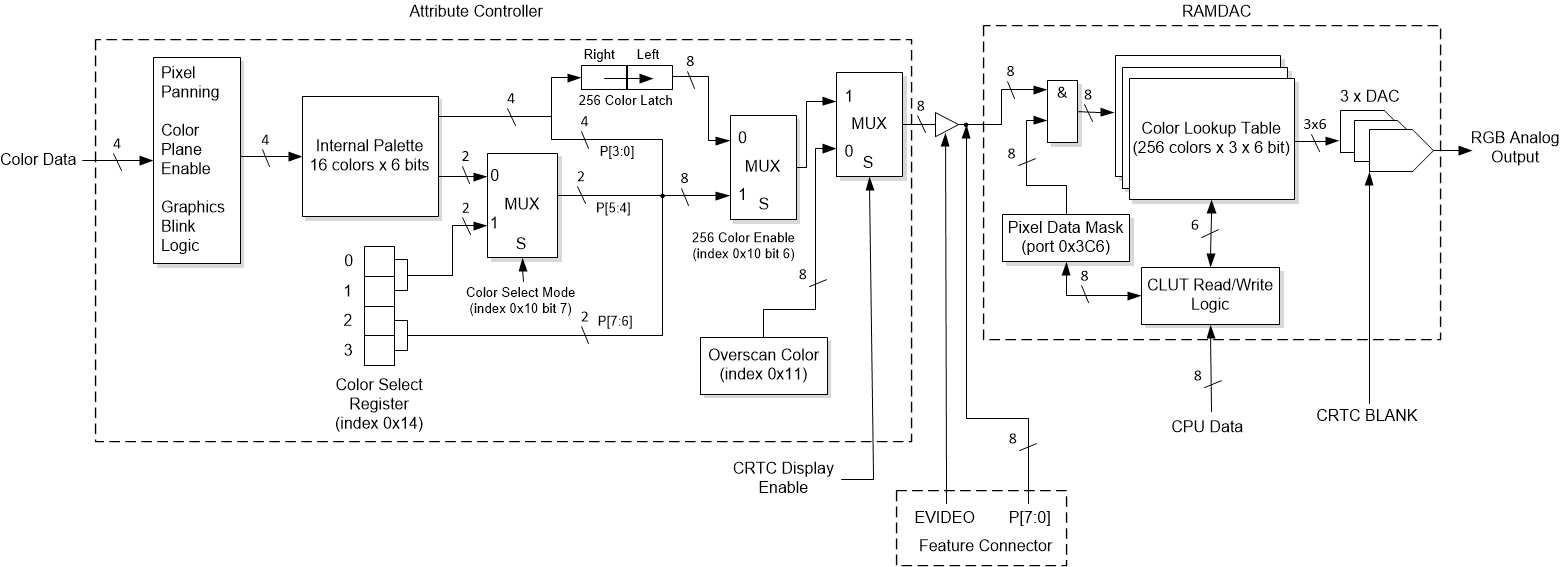 Attribute Controller
RAMDAC
Color Data
4
Pixel
Panning
Color
Plane
Enable
Graphics
Blink
Logic
4
Internal Palette
16 colors x 6 bits
4
Right
Left
256 Color Latch
8
4
P[3:0]
2
0
2
1
MUX
S
2
P[5:4]
Color Select Mode
(index 0x10 bit 7)
0
1
2
3
Color Select
Register
(index 0x14)
2
P[7:6]
8
0
MUX
1
S
256 Color Enable
(index 0x10 bit 6)
8
Overscan Color
(index 0x11)
1
MUX
0
S
CRTC Display
Enable
8
EVIDEO
P[7:0]
Feature Connector
8
8
&
8
8
Pixel Data Mask
(port 0x3C6)
8
Color Lookup Table
(256 colors x 3 x 6 bit)
6
CLUT Read/Write
Logic
8
CPU Data
3x6
3 x DAC
CRTC BLANK
RGB Analog
Output